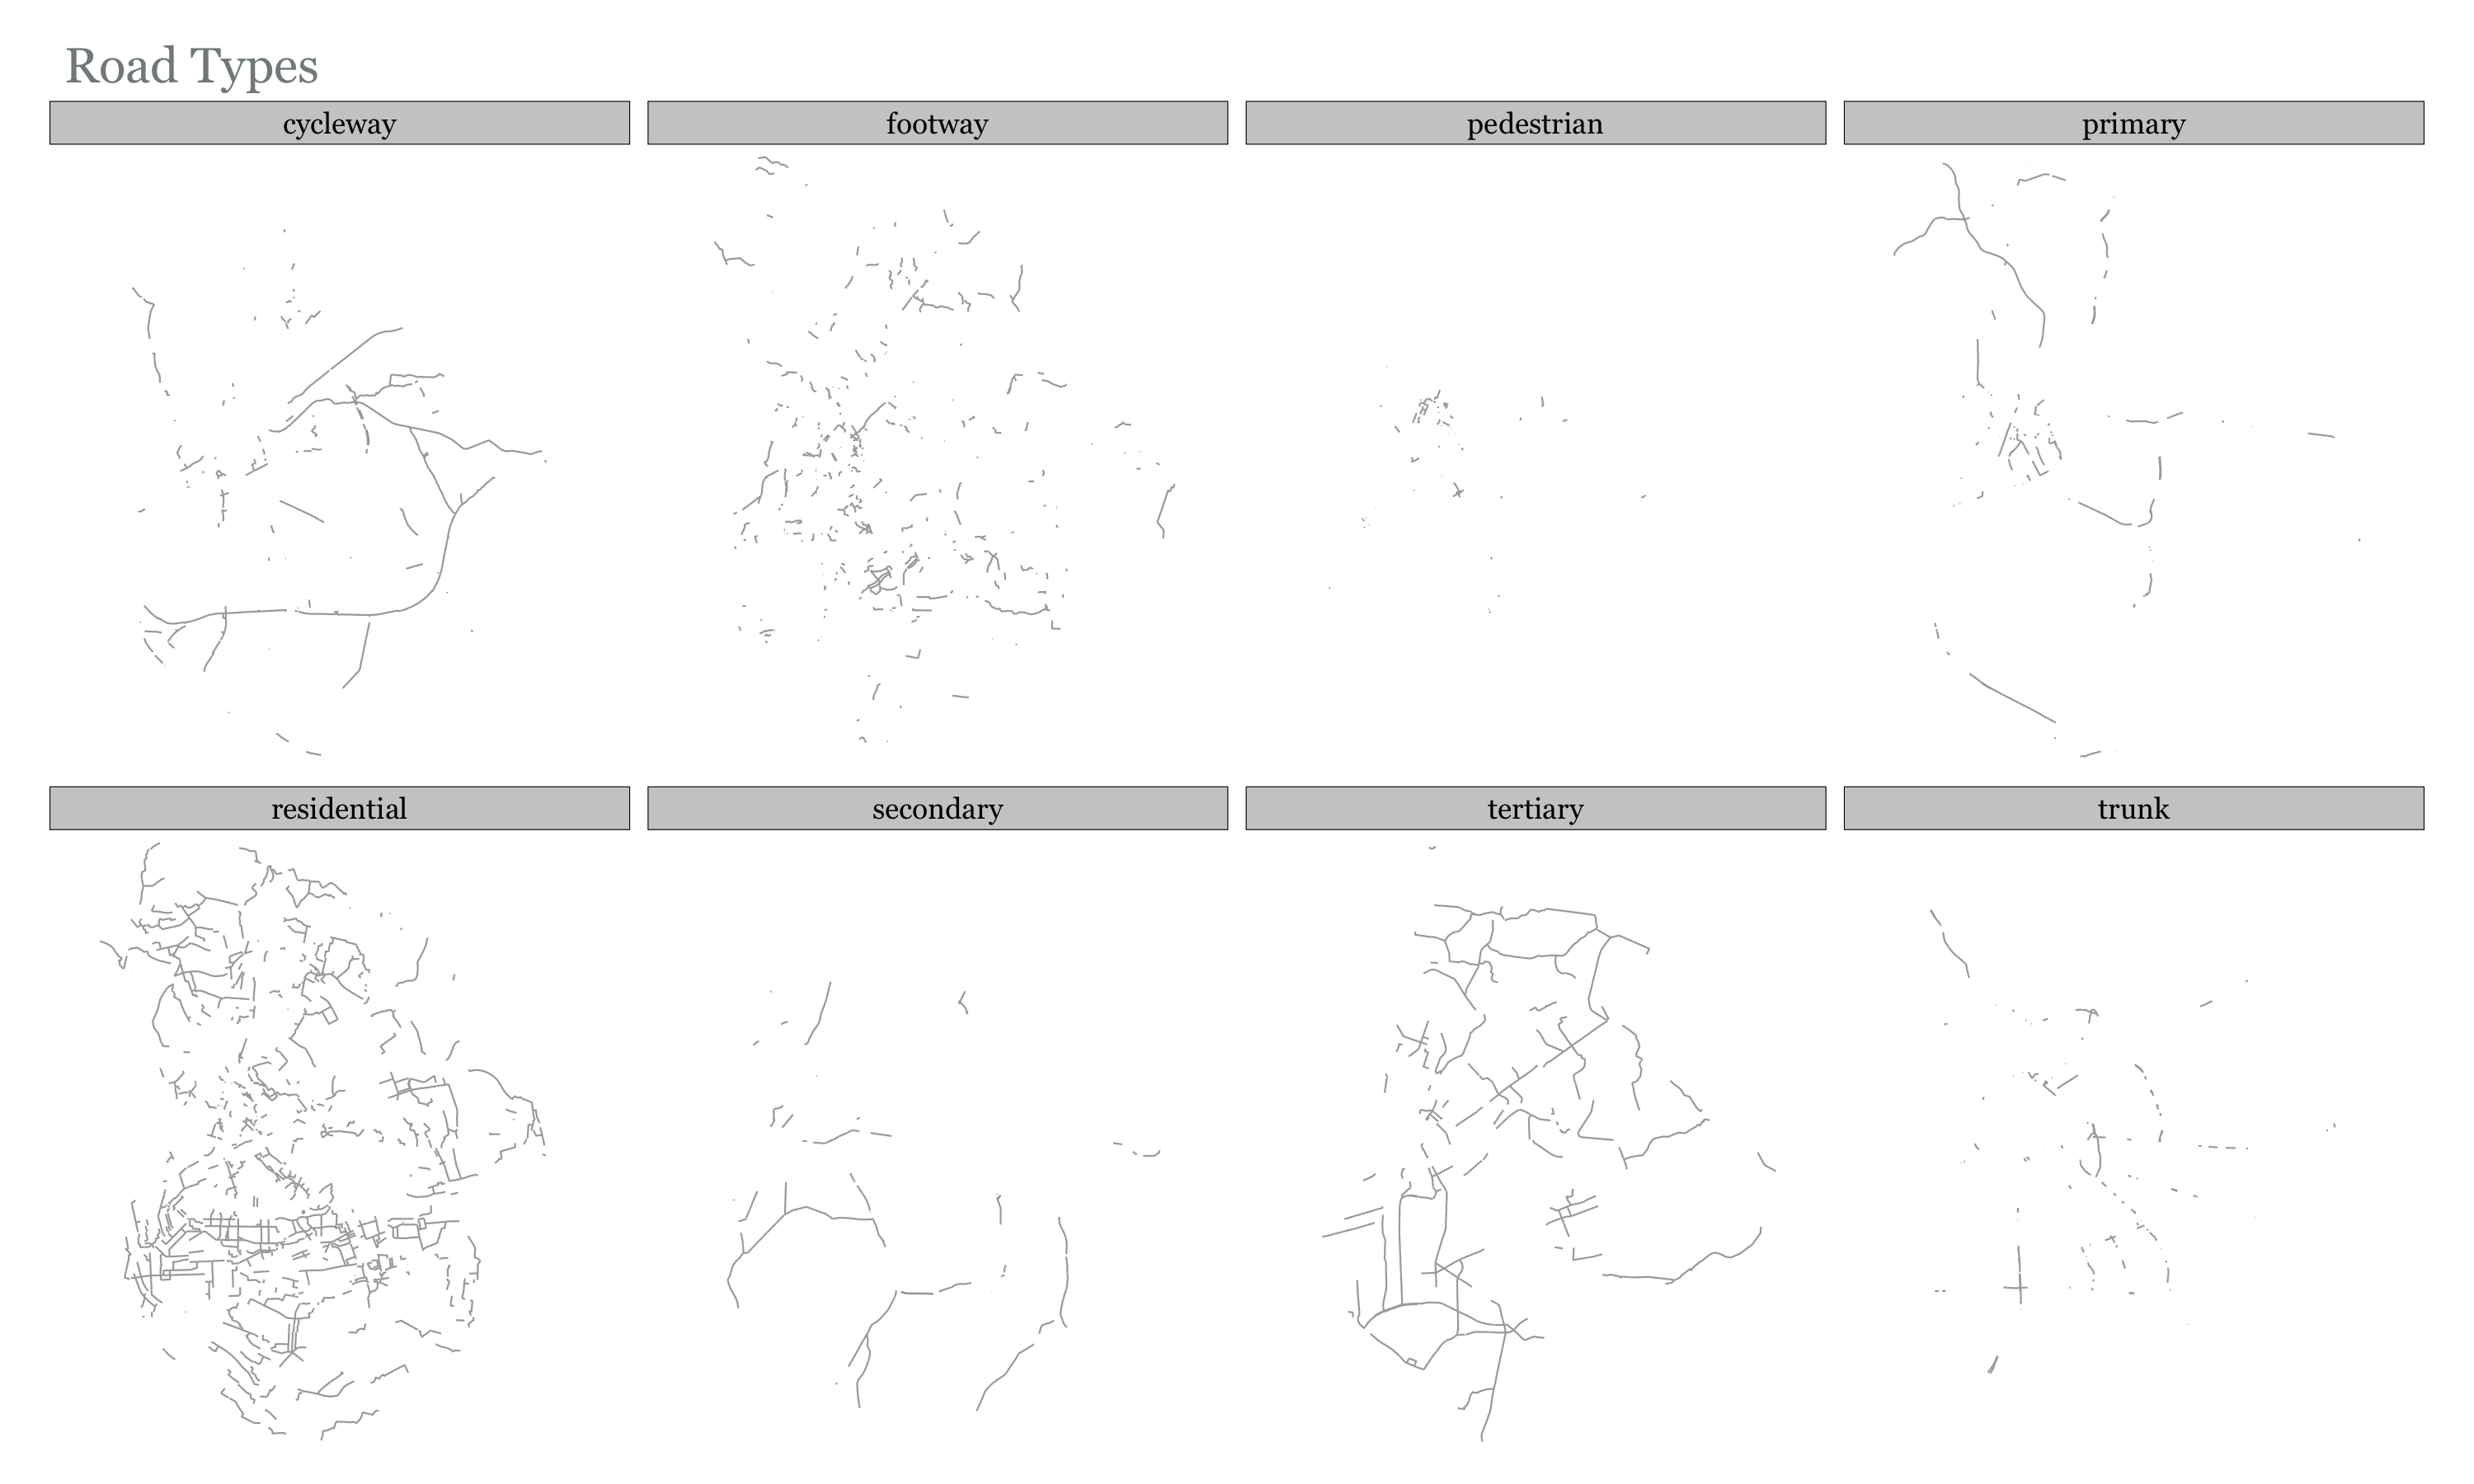 Road Types
cycleway
footway
pedestrian
primary
residential
secondary
tertiary
trunk